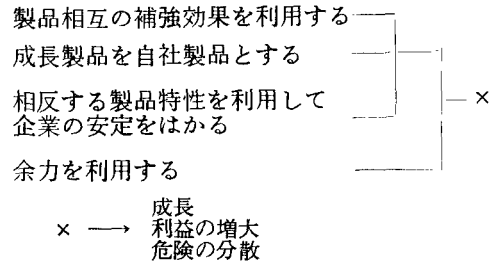 製品相互の補強効果を利用する
成長製品を自社製品とする
相反する製品特性を利用して
企業の安定をはかる
×
余力を利用する
成長
× → 利益の増大
危険の分散